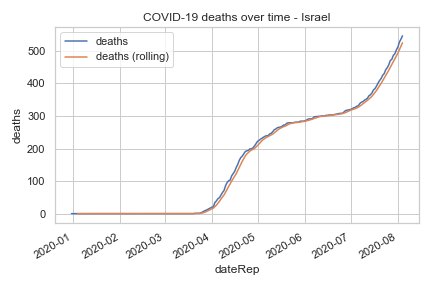 COVID-19 deaths over time - Israel
deaths
deaths (rolling)
deaths
500
400
300
200
100
0
2020-01
2020-02
2020-03
2020-04
2020-05
2020-06
2020-07
2020-08
dateRep